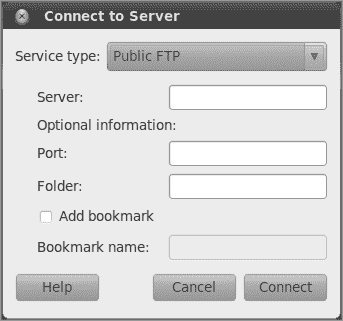 Connect to Server
Service type: Public FTP
Server:
Optional information:
Port:
Folder:
Add bookmark
Bookmark name:
Help Cancel Connect